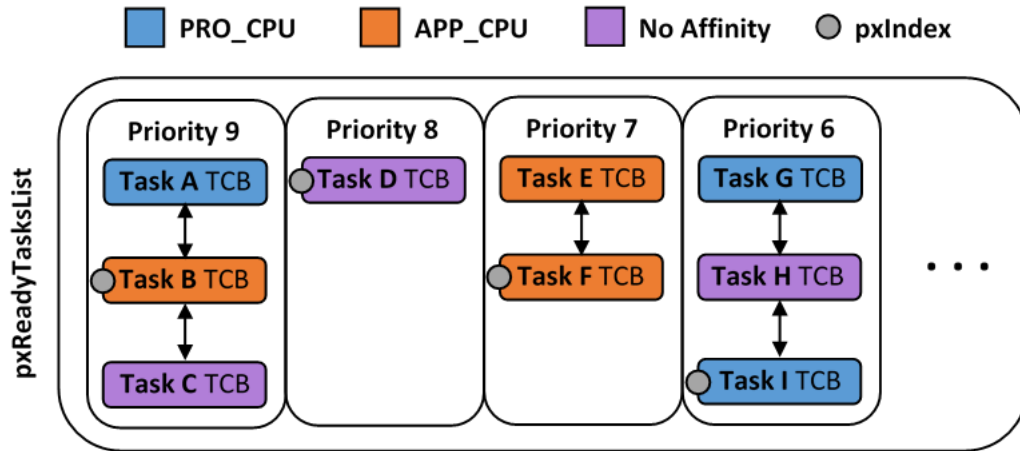 PRO_CPU APP_CPU No Affinity pxIndex
pxReadyTasksList
Priority 9 Priority 8 Priority 7 Priority 6
Task A TCB Task D TCB Task E TCB Task G TCB
Task B TCB Task F TCB Task H TCB
Task C TCB Task I TCB
. . .